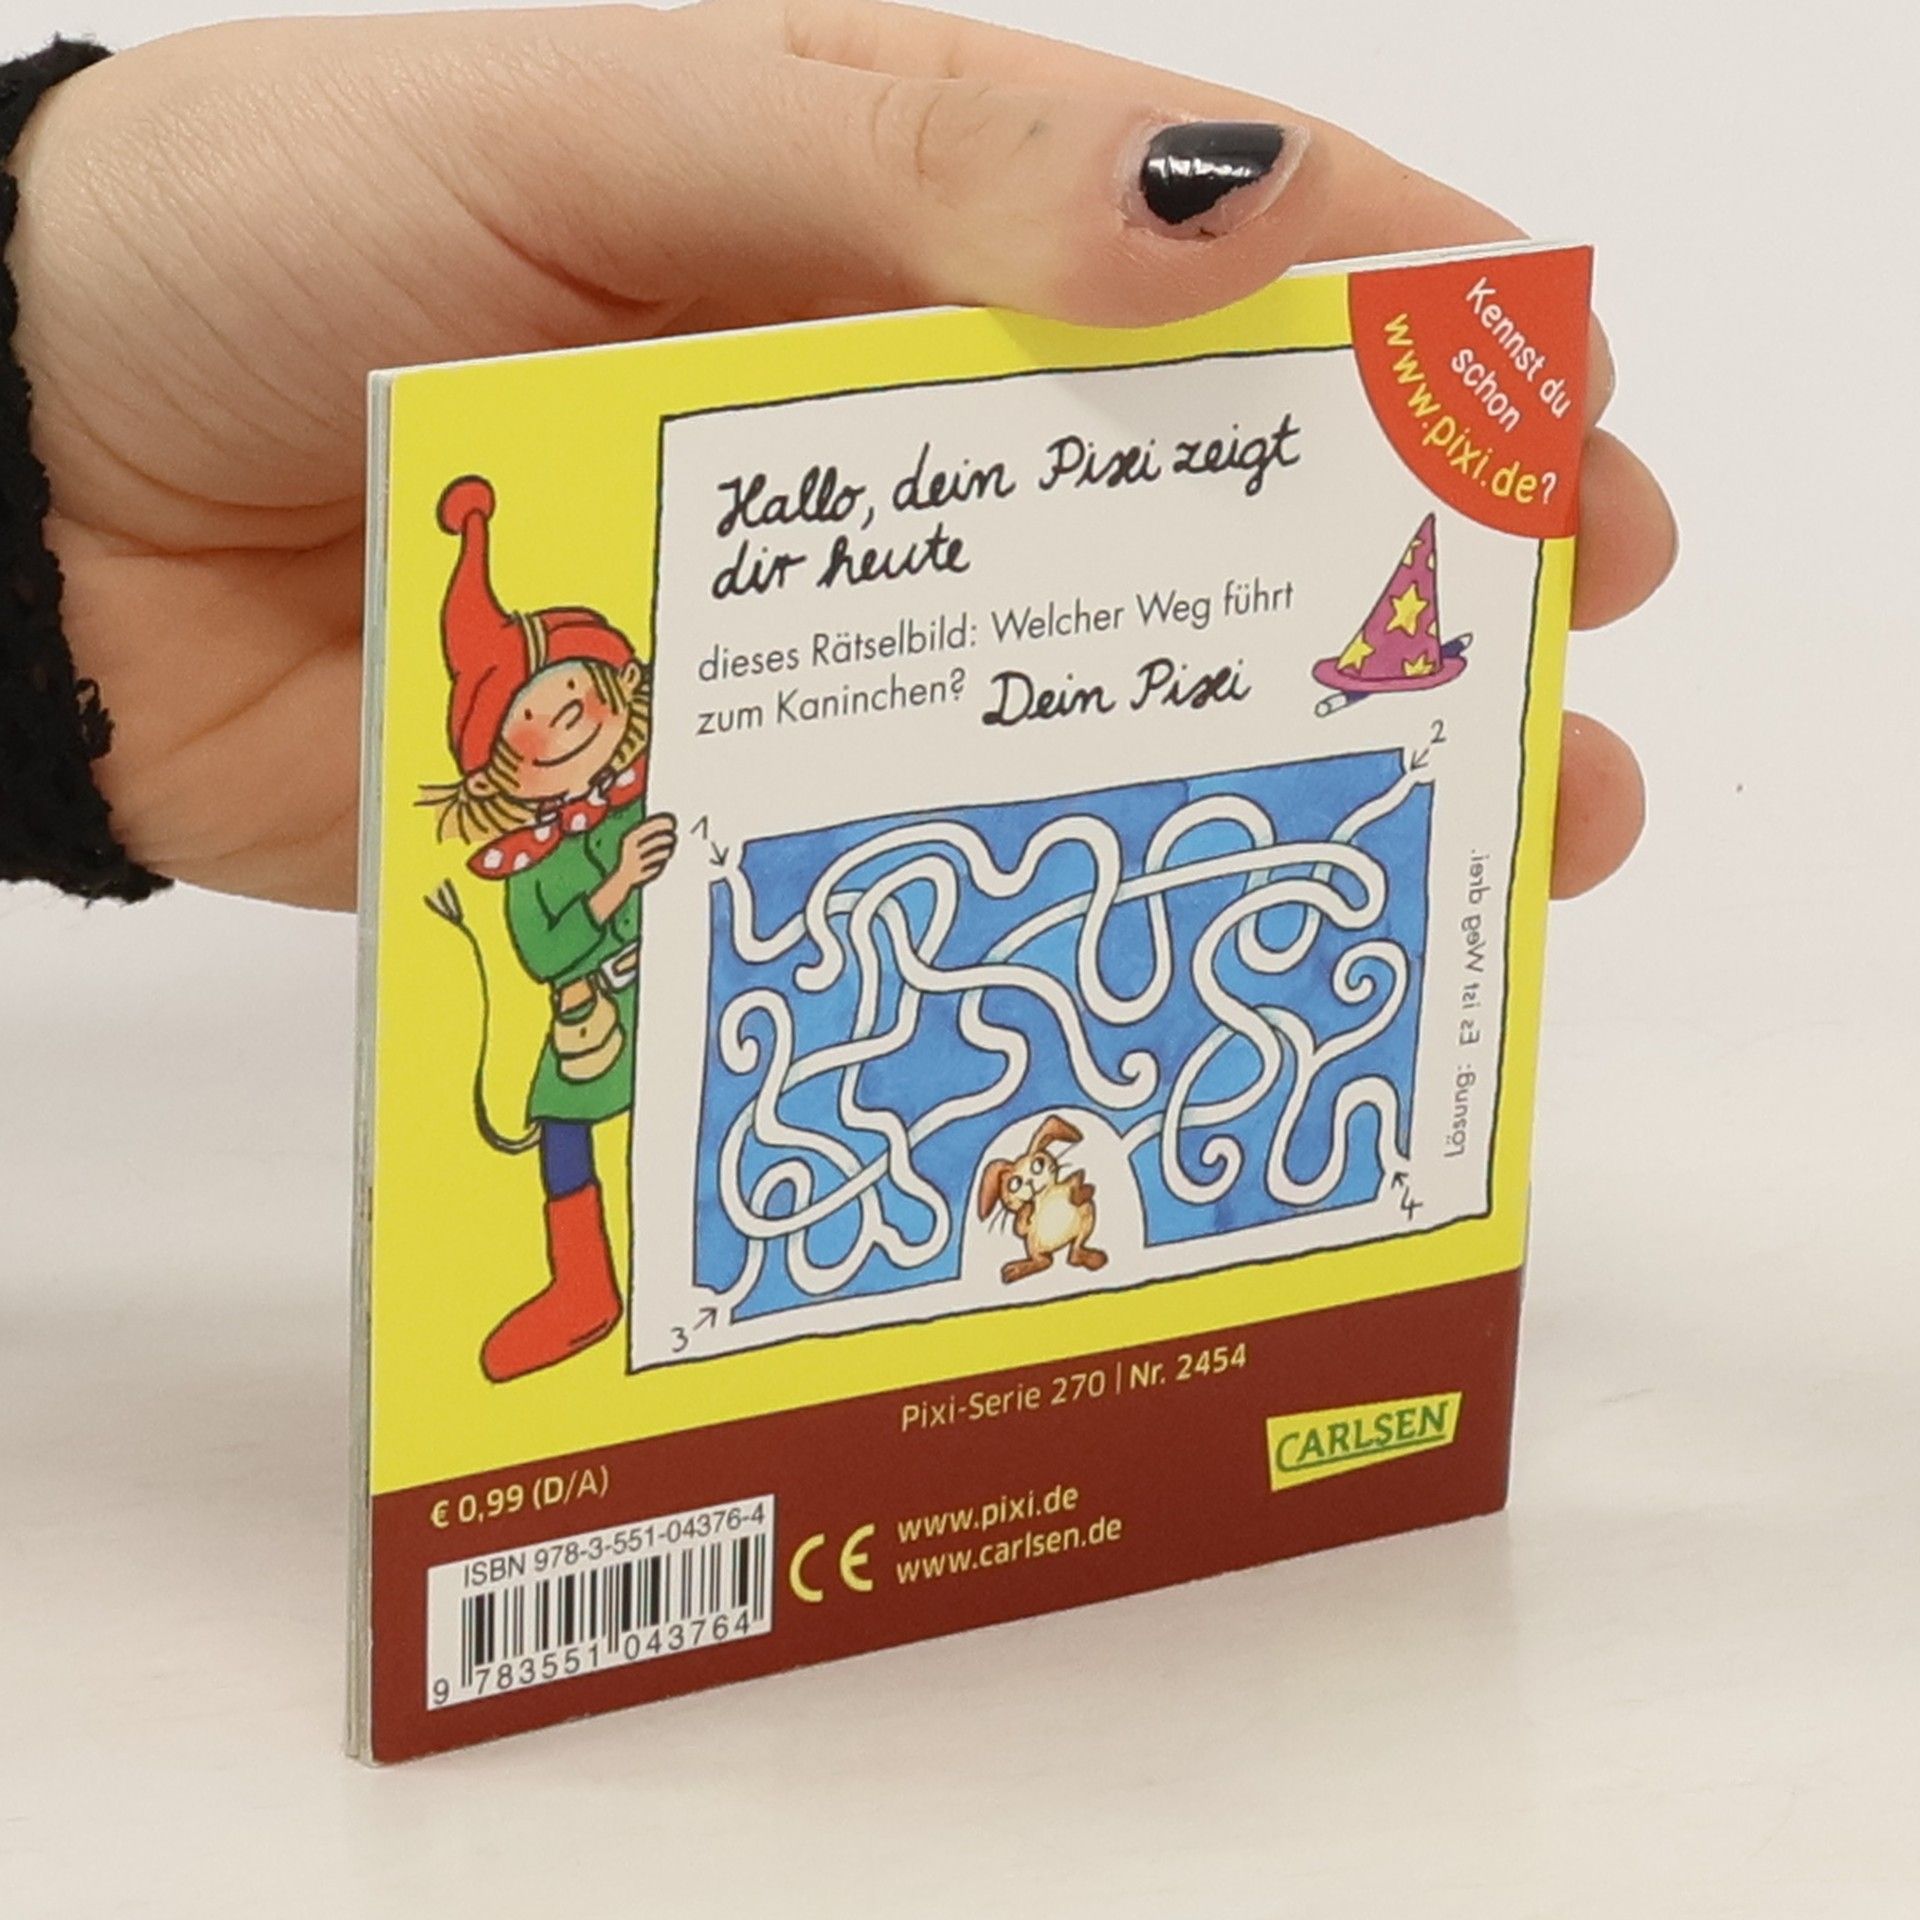 Kennst du
schon
www.pixi.de?
Hallo, dein Pixi zeigt
dir heute
dieses Rätselbild: Welcher Weg führt
zum Kaninchen? Dein Pixi
1
2
3
4
Lösung: Es ist Weg drei.
Pixi-Serie 270 | Nr. 2454
CARLSEN
€ 0,99 (D/A)
ISBN 978-3-551-04376-4
9 783551 043764
CE
www.pixi.de
www.carlsen.de